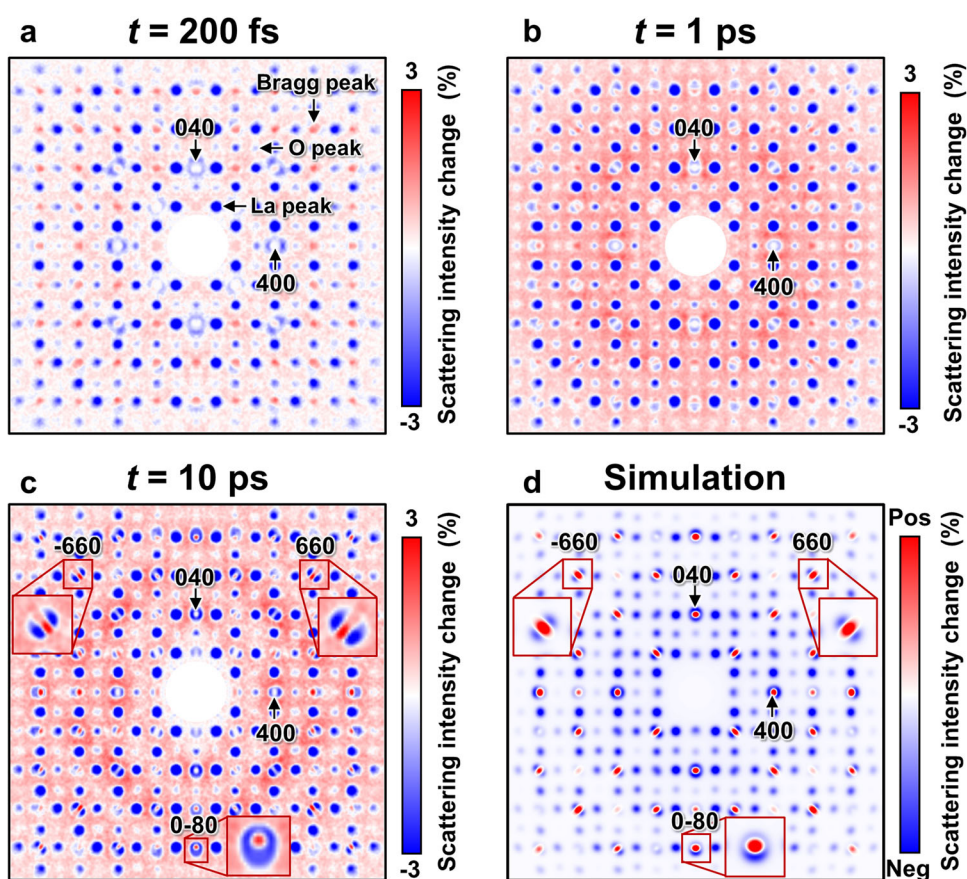 a
t = 200 fs
Bragg peak
040
O peak
La peak
400
3
-3
Scattering intensity change (%)
b
t = 1 ps
040
400
3
-3
Scattering intensity change (%)
c
t = 10 ps
-660
660
040
400
0-80
3
-3
Scattering intensity change (%)
d
Simulation
-660
660
040
400
0-80
Pos
Neg
Scattering intensity change (%)